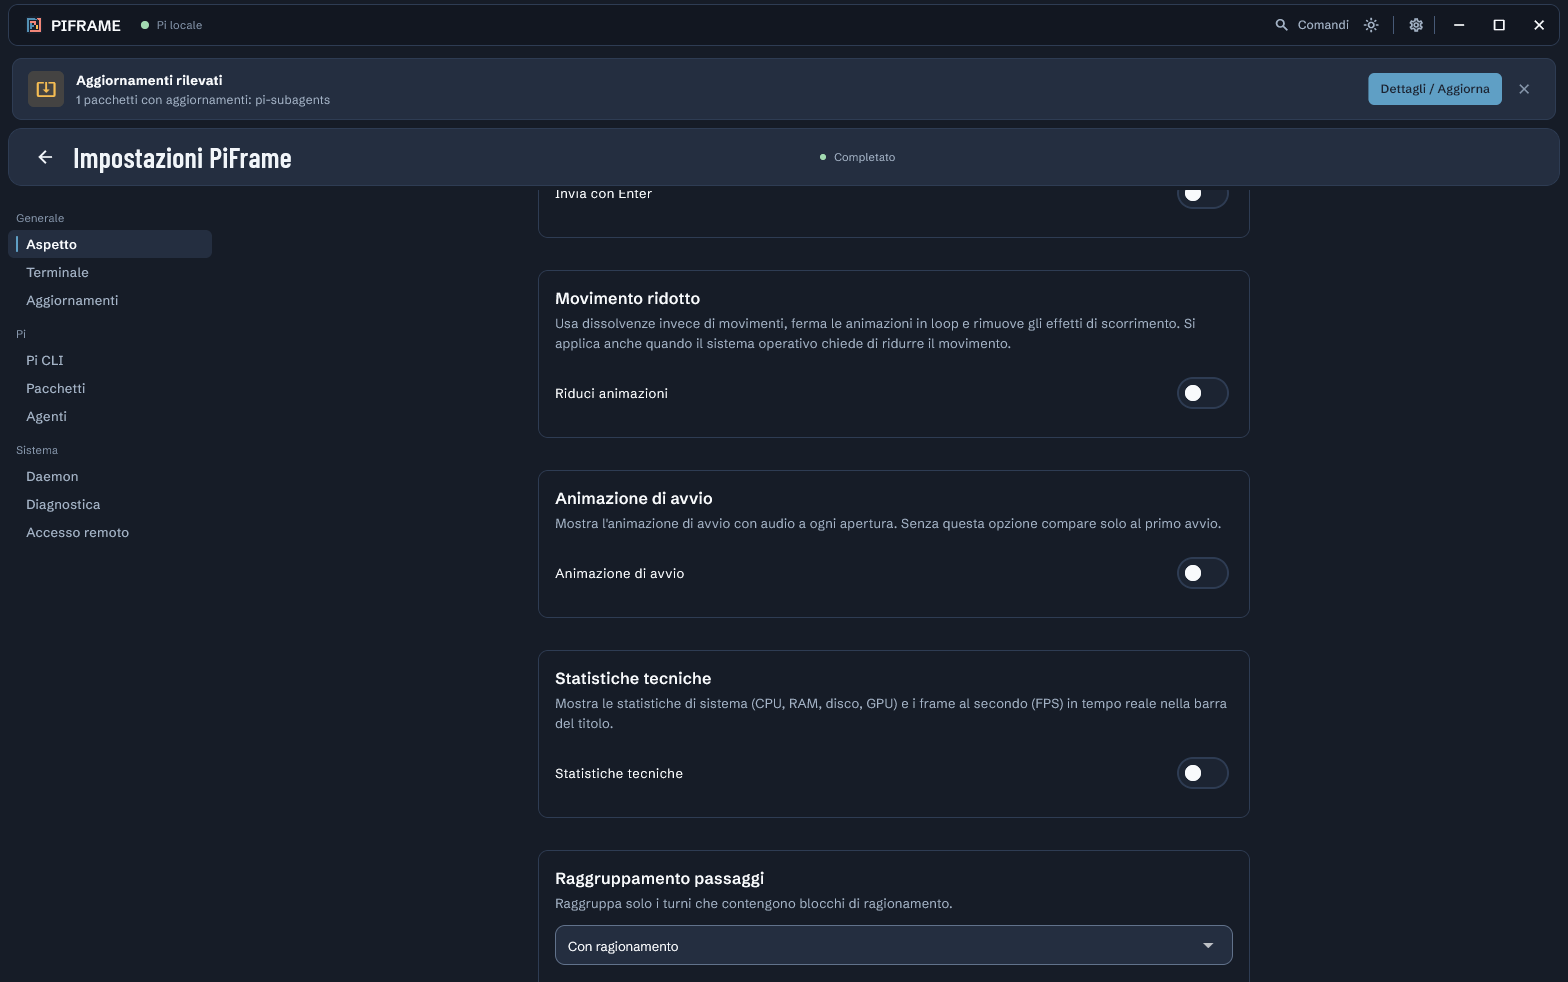 PIFRAME
Pi locale
Comandi
Aggiornamenti rilevati
1 pacchetti con aggiornamenti: pi-subagents
Dettagli / Aggiorna
Impostazioni PiFrame
Completato
Generale
Aspetto
Terminale
Aggiornamenti
Pi
Pi CLI
Pacchetti
Agenti
Sistema
Daemon
Diagnostica
Accesso remoto
Invia con Enter
Movimento ridotto
Usa dissolvenze invece di movimenti, ferma le animazioni in loop e rimuove gli effetti di scorrimento. Si
applica anche quando il sistema operativo chiede di ridurre il movimento.
Riduci animazioni
Animazione di avvio
Mostra l'animazione di avvio con audio a ogni apertura. Senza questa opzione compare solo al primo avvio.
Animazione di avvio
Statistiche tecniche
Mostra le statistiche di sistema (CPU, RAM, disco, GPU) e i frame al secondo (FPS) in tempo reale nella barra
del titolo.
Statistiche tecniche
Raggruppamento passaggi
Raggruppa solo i turni che contengono blocchi di ragionamento.
Con ragionamento